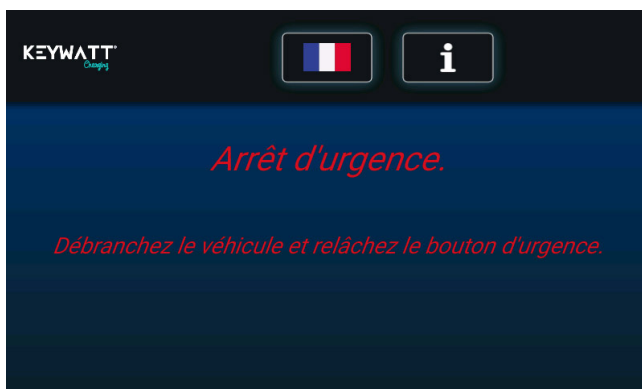 KEYWATT
Charging
i
Arrêt d'urgence.
Débranchez le véhicule et relâchez le bouton d'urgence.